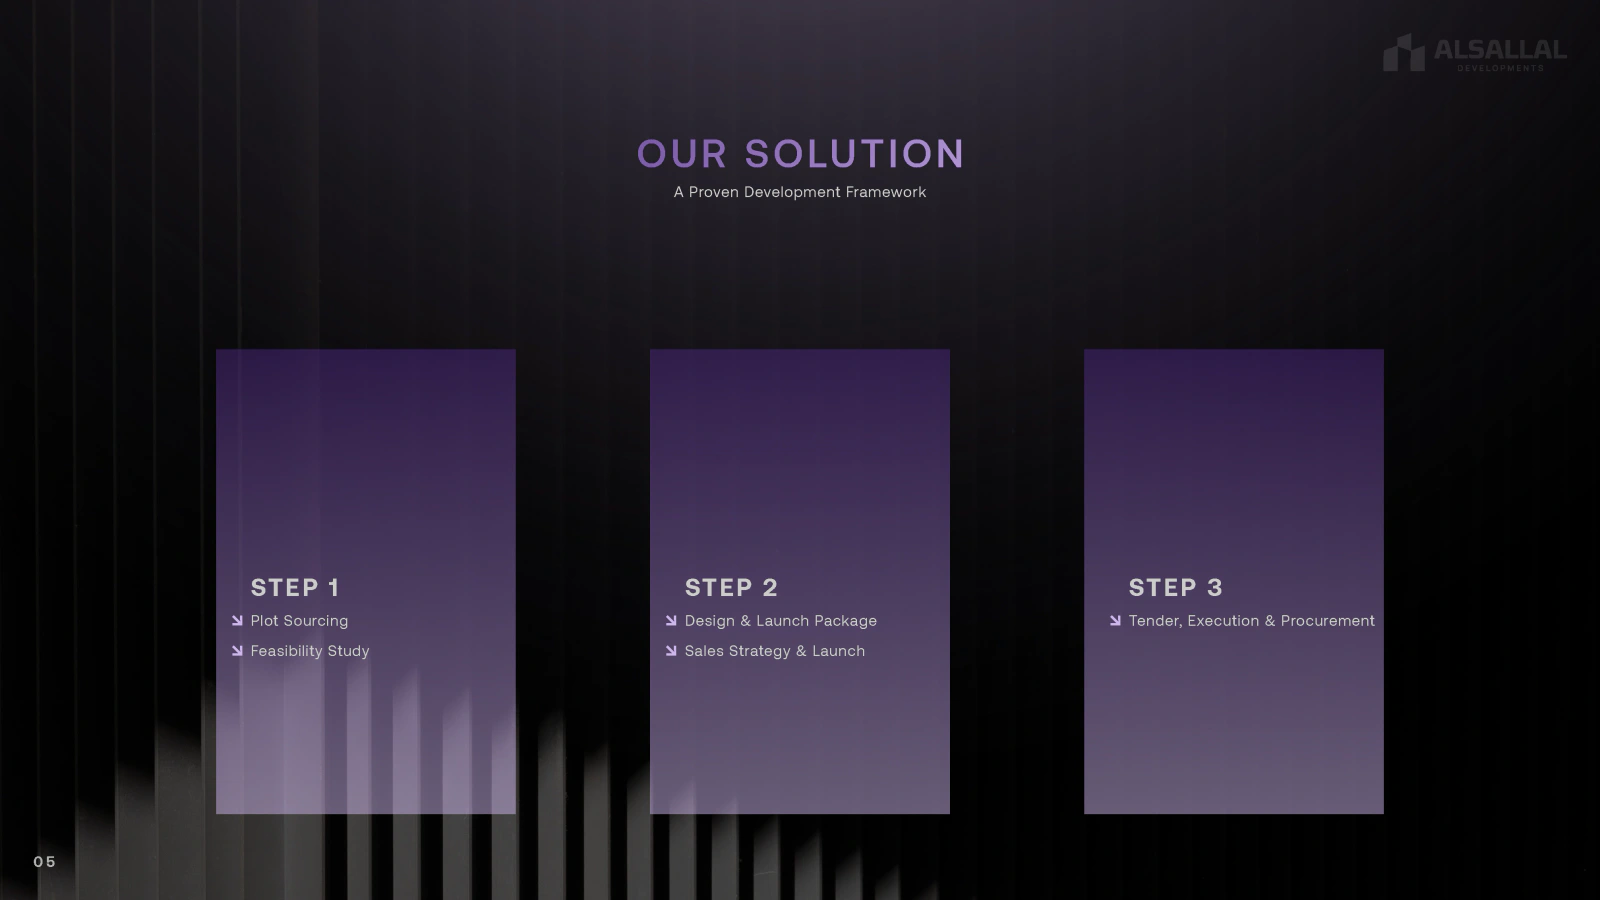 ALSALLAL
DEVELOPMENTS
OUR SOLUTION
A Proven Development Framework
STEP 1
Plot Sourcing
Feasibility Study
STEP 2
Design & Launch Package
Sales Strategy & Launch
STEP 3
Tender, Execution & Procurement
05